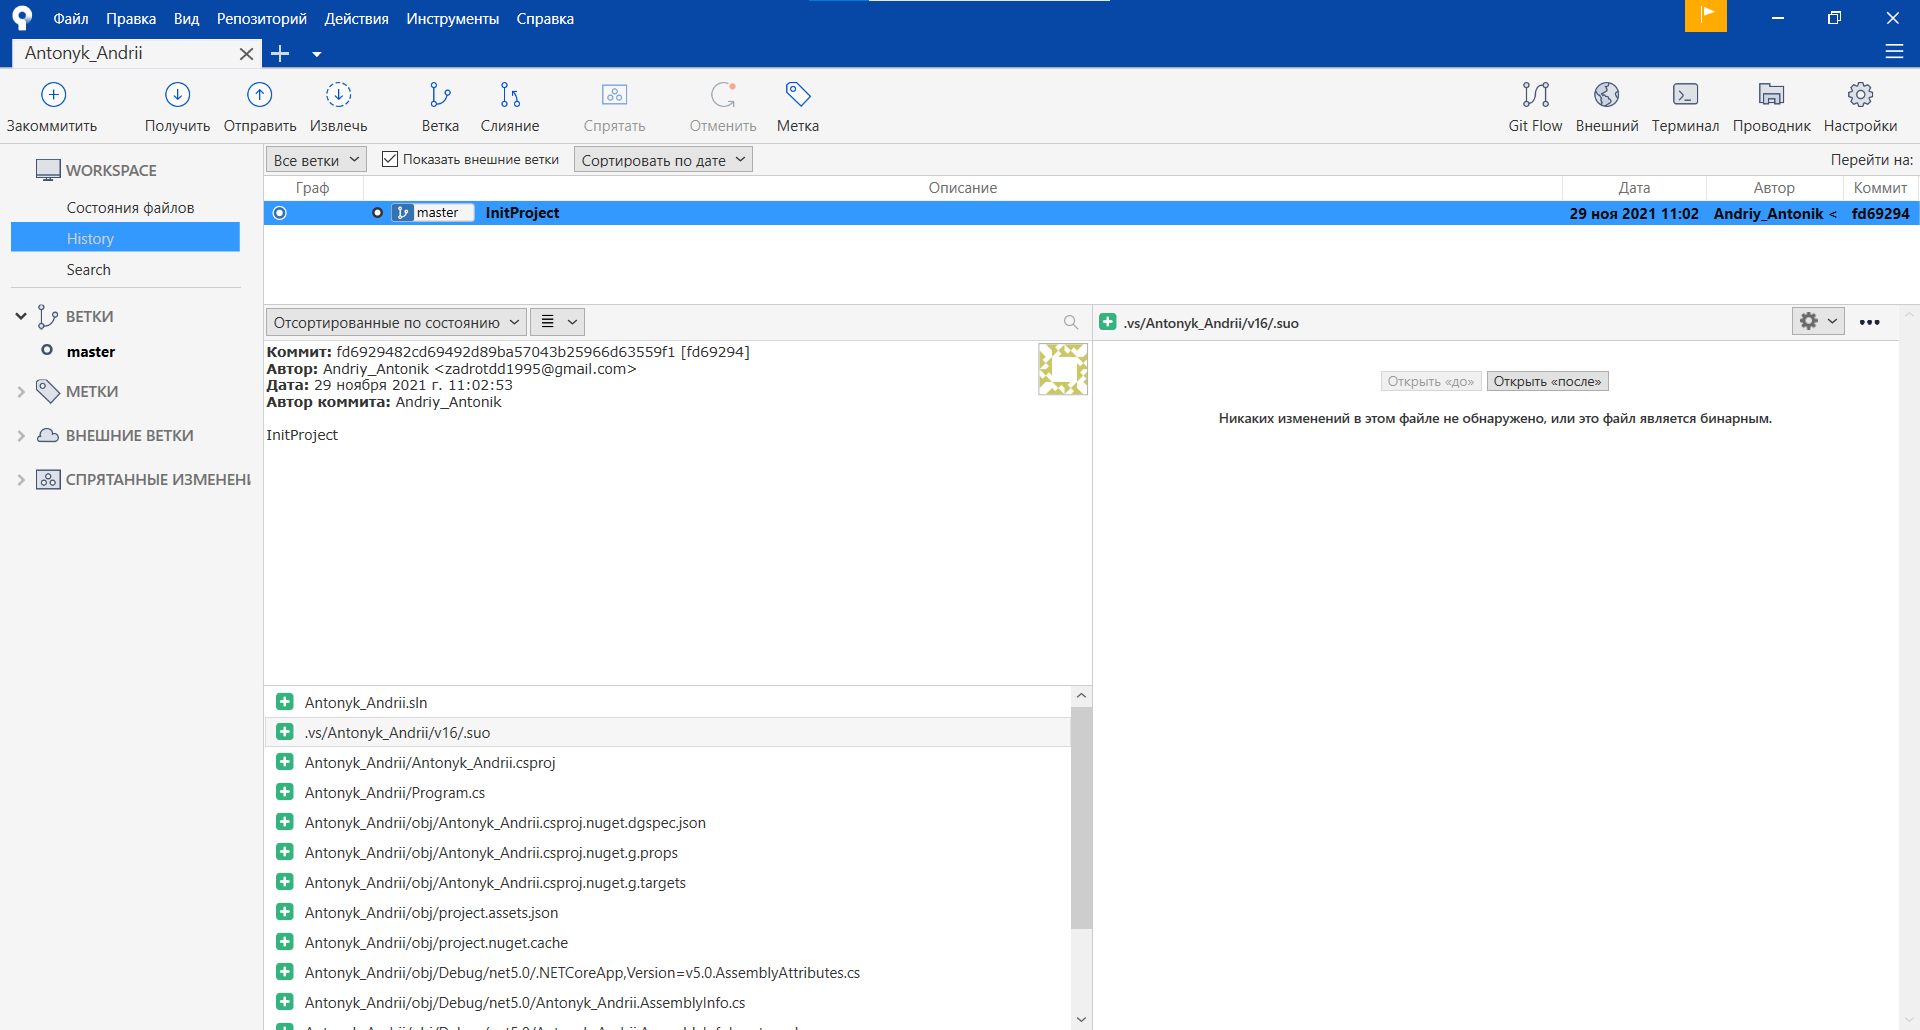 Файл Правка Вид Репозиторий Действия Инструменты Справка
Antonyk_Andrii
Закоммитить Получить Отправить Извлечь Ветка Слияние Спрятать Отменить Метка Git Flow Внешний Терминал Проводник Настройки
WORKSPACE
Состояния файлов
History
Search
ВЕТКИ
master
МЕТКИ
ВНЕШНИЕ ВЕТКИ
СПРЯТАННЫЕ ИЗМЕНЕНИ
Все ветки Показать внешние ветки Сортировать по дате Перейти на:
Граф Описание Дата Автор Коммит
master InitProject 29 ноя 2021 11:02 Andriy_Antonik < fd69294
Отсортированные по состоянию
Коммит: fd6929482cd69492d89ba57043b25966d63559f1 [fd69294]
Автор: Andriy_Antonik <zadrotdd1995@gmail.com>
Дата: 29 ноября 2021 г. 11:02:53
Автор коммита: Andriy_Antonik
InitProject
Antonyk_Andrii.sln
.vs/Antonyk_Andrii/v16/.suo
Antonyk_Andrii/Antonyk_Andrii.csproj
Antonyk_Andrii/Program.cs
Antonyk_Andrii/obj/Antonyk_Andrii.csproj.nuget.dgspec.json
Antonyk_Andrii/obj/Antonyk_Andrii.csproj.nuget.g.props
Antonyk_Andrii/obj/Antonyk_Andrii.csproj.nuget.g.targets
Antonyk_Andrii/obj/project.assets.json
Antonyk_Andrii/obj/project.nuget.cache
Antonyk_Andrii/obj/Debug/net5.0/.NETCoreApp,Version=v5.0.AssemblyAttributes.cs
Antonyk_Andrii/obj/Debug/net5.0/Antonyk_Andrii.AssemblyInfo.cs
.vs/Antonyk_Andrii/v16/.suo
Открыть «до» Открыть «после»
Никаких изменений в этом файле не обнаружено, или это файл является бинарным.